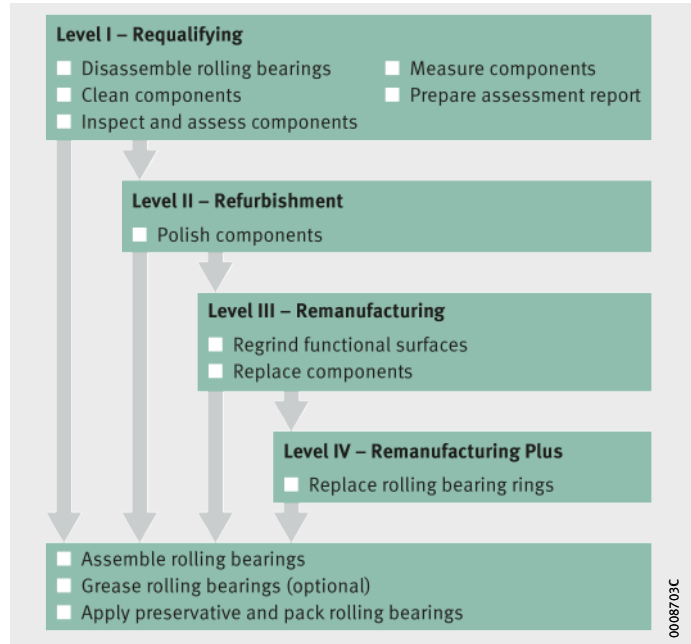 Level I – Requalifying
Disassemble rolling bearings
Clean components
Inspect and assess components
Measure components
Prepare assessment report
Level II – Refurbishment
Polish components
Level III – Remanufacturing
Regrind functional surfaces
Replace components
Level IV – Remanufacturing Plus
Replace rolling bearing rings
Assemble rolling bearings
Grease rolling bearings (optional)
Apply preservative and pack rolling bearings
0008703C